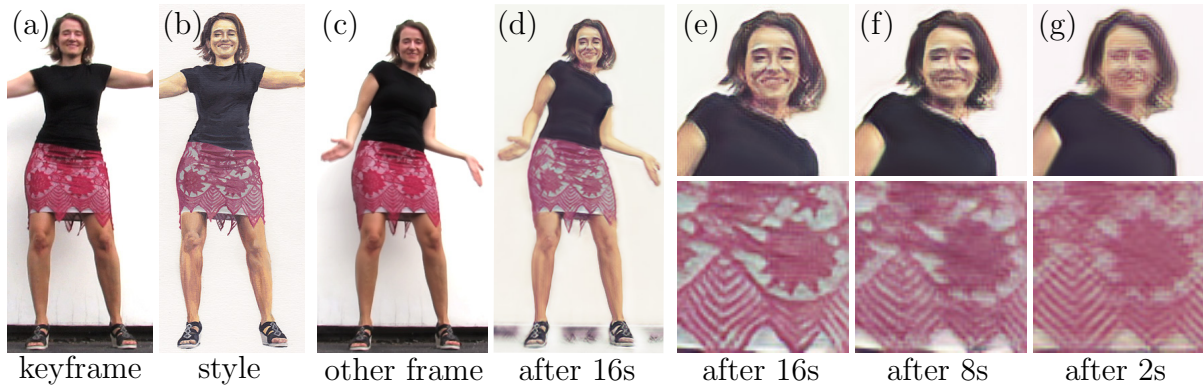 (a) (b) (c) (d) (e) (f) (g)
keyframe style other frame after 16s after 16s after 8s after 2s